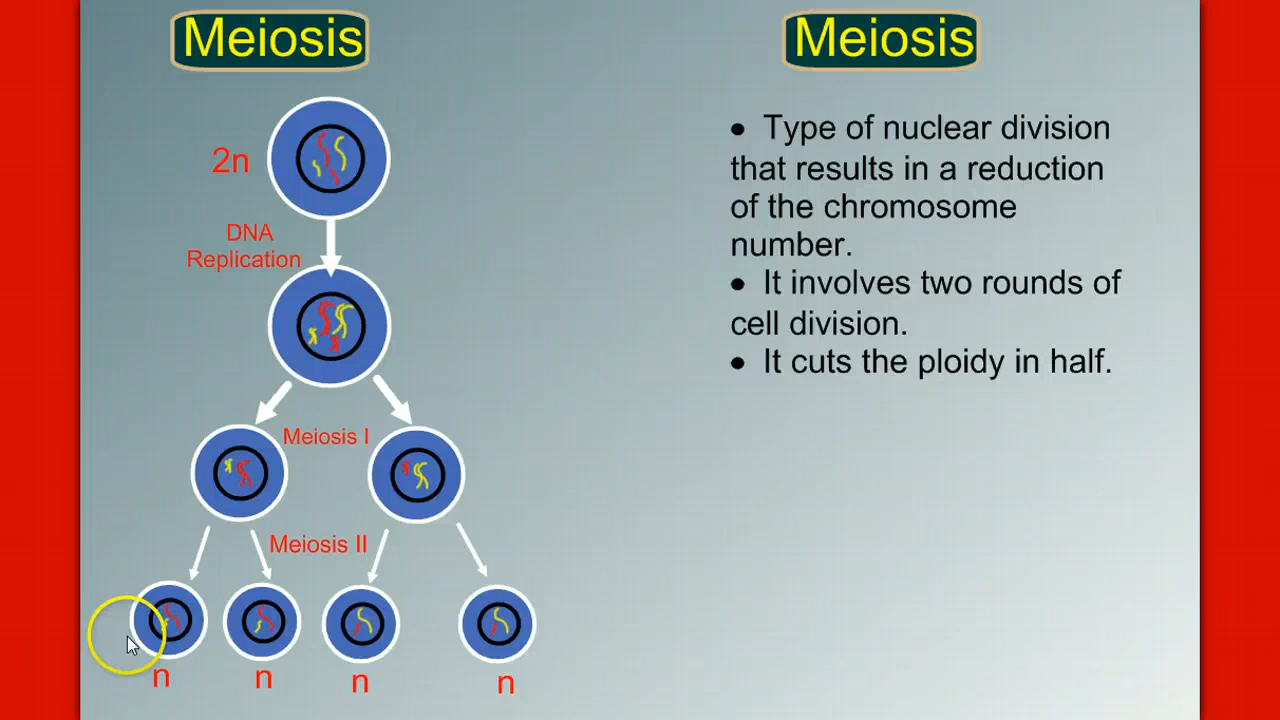 Meiosis
2n
DNA
Replication
Meiosis I
Meiosis II
n
n
n
n
Meiosis
• Type of nuclear division
that results in a reduction
of the chromosome
number.
• It involves two rounds of
cell division.
• It cuts the ploidy in half.